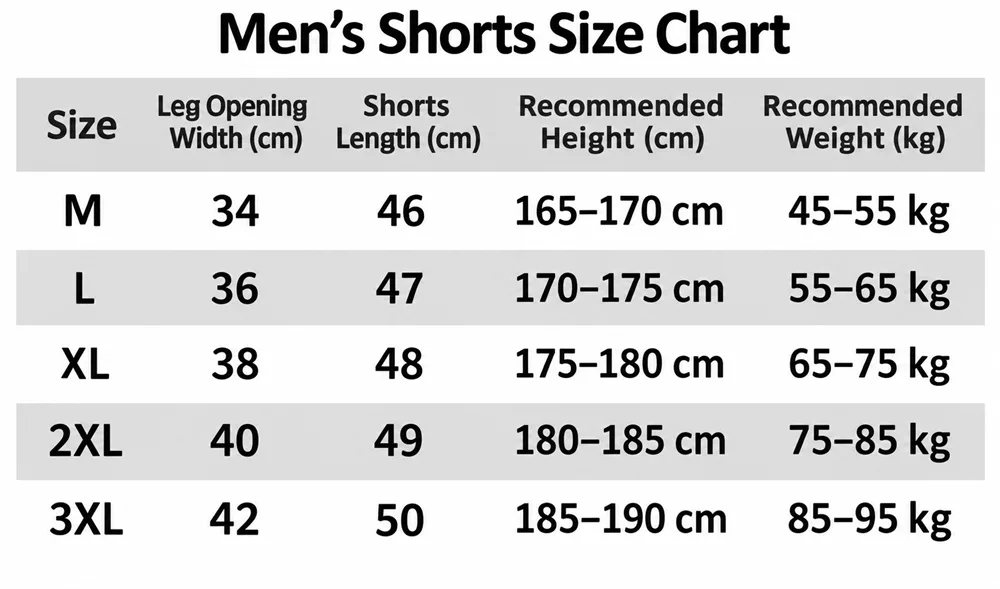 Men’s Shorts Size Chart
Size Leg Opening Width (cm) Shorts Length (cm) Recommended Height (cm) Recommended Weight (kg)
M 34 46 165–170 cm 45–55 kg
L 36 47 170–175 cm 55–65 kg
XL 38 48 175–180 cm 65–75 kg
2XL 40 49 180–185 cm 75–85 kg
3XL 42 50 185–190 cm 85–95 kg